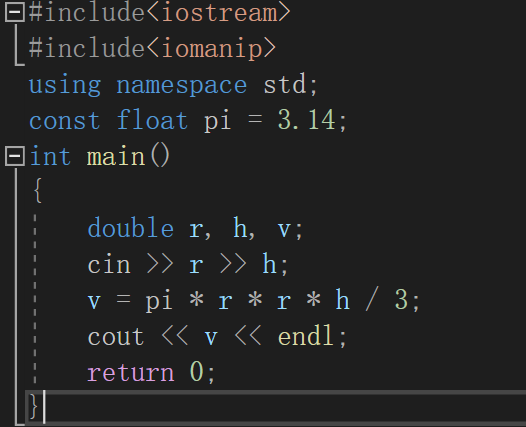 #include<iostream>
#include<iomanip>
using namespace std;
const float pi = 3.14;
int main()
{
double r, h, v;
cin >> r >> h;
v = pi * r * r * h / 3;
cout << v << endl;
return 0;
}